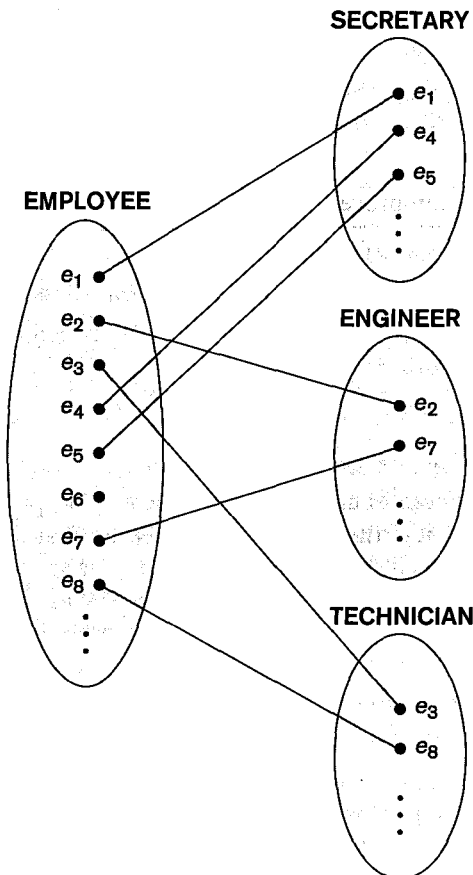 SECRETARY
e1
e4
e5
EMPLOYEE
e1
e2
e3
e4
e5
e6
e7
e8
ENGINEER
e2
e7
TECHNICIAN
e3
e8